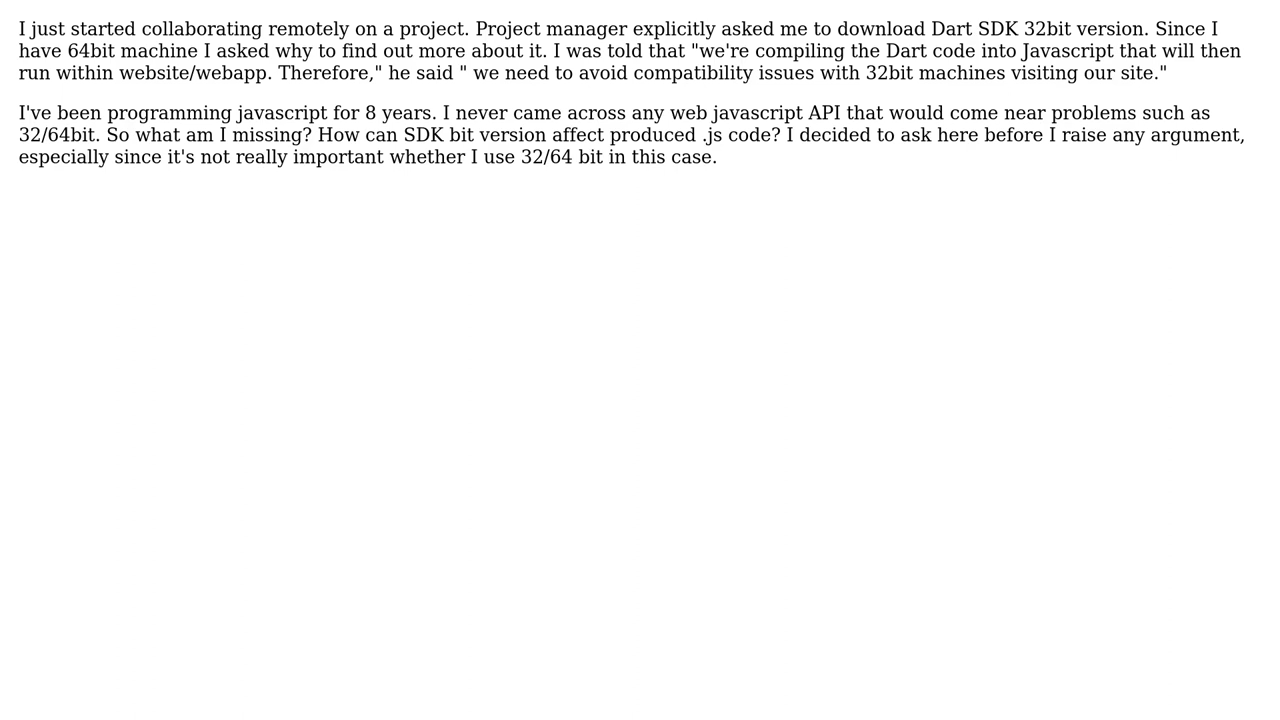 I just started collaborating remotely on a project. Project manager explicitly asked me to download Dart SDK 32bit version. Since I
have 64bit machine I asked why to find out more about it. I was told that "we're compiling the Dart code into Javascript that will then
run within website/webapp. Therefore," he said " we need to avoid compatibility issues with 32bit machines visiting our site."
I've been programming javascript for 8 years. I never came across any web javascript API that would come near problems such as
32/64bit. So what am I missing? How can SDK bit version affect produced .js code? I decided to ask here before I raise any argument,
especially since it's not really important whether I use 32/64 bit in this case.